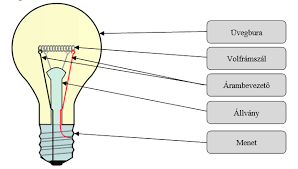 Üvegbura
Volfrámszál
Árambevezető
Állvány
Menet